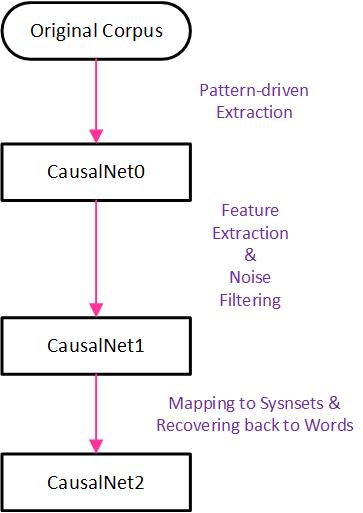 Original Corpus
Pattern-driven
Extraction
CausalNet0
Feature
Extraction
&
Noise
Filtering
CausalNet1
Mapping to Sysnsets &
Recovering back to Words
CausalNet2